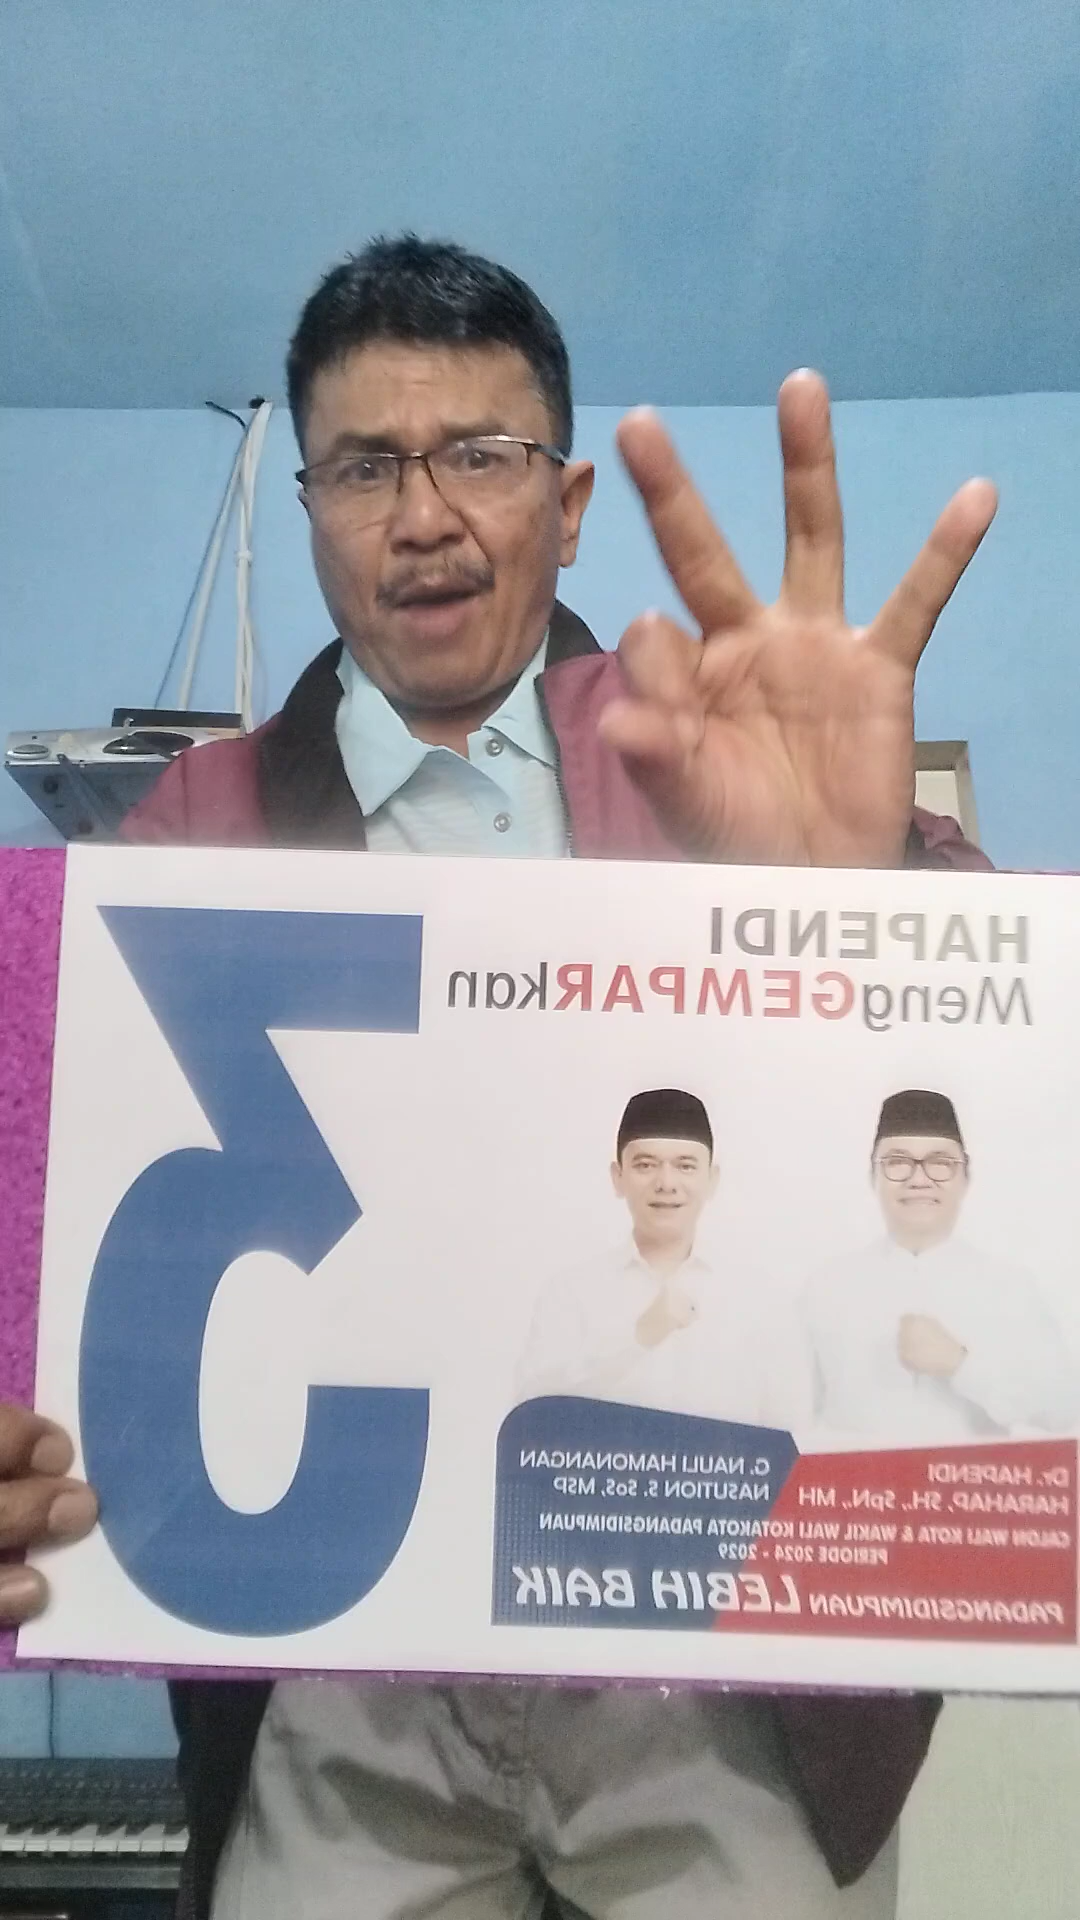 HAPENDI
MengGEMPARkan
3
Dr. HAPENDI
HARAHAP, SH., SpN., MH
G. NAULI HAMONANGAN
NASUTION S. SoS, MSP
CALON WALI KOTA & WAKIL WALI KOTAKOTA PADANGSIDIMPUAN
PERIODE 2024 - 2029
PADANGSIDIMPUAN LEBIH BAIK